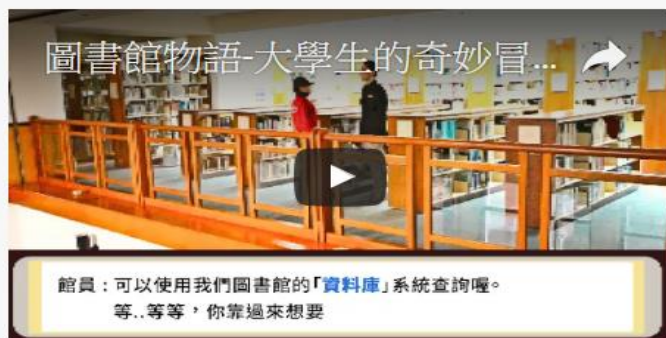 圖書館物語-大學生的奇妙冒...
館員：可以使用我們圖書館的「資料庫」系統查詢喔。
等..等等，你靠過來想要